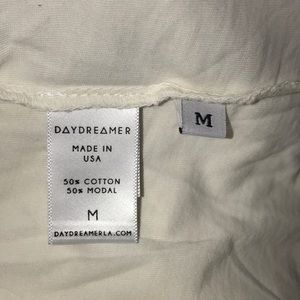 DAYDREAMER
MADE IN
USA
50% COTTON
50% MODAL
M
DAYDREAMERLA.COM
M